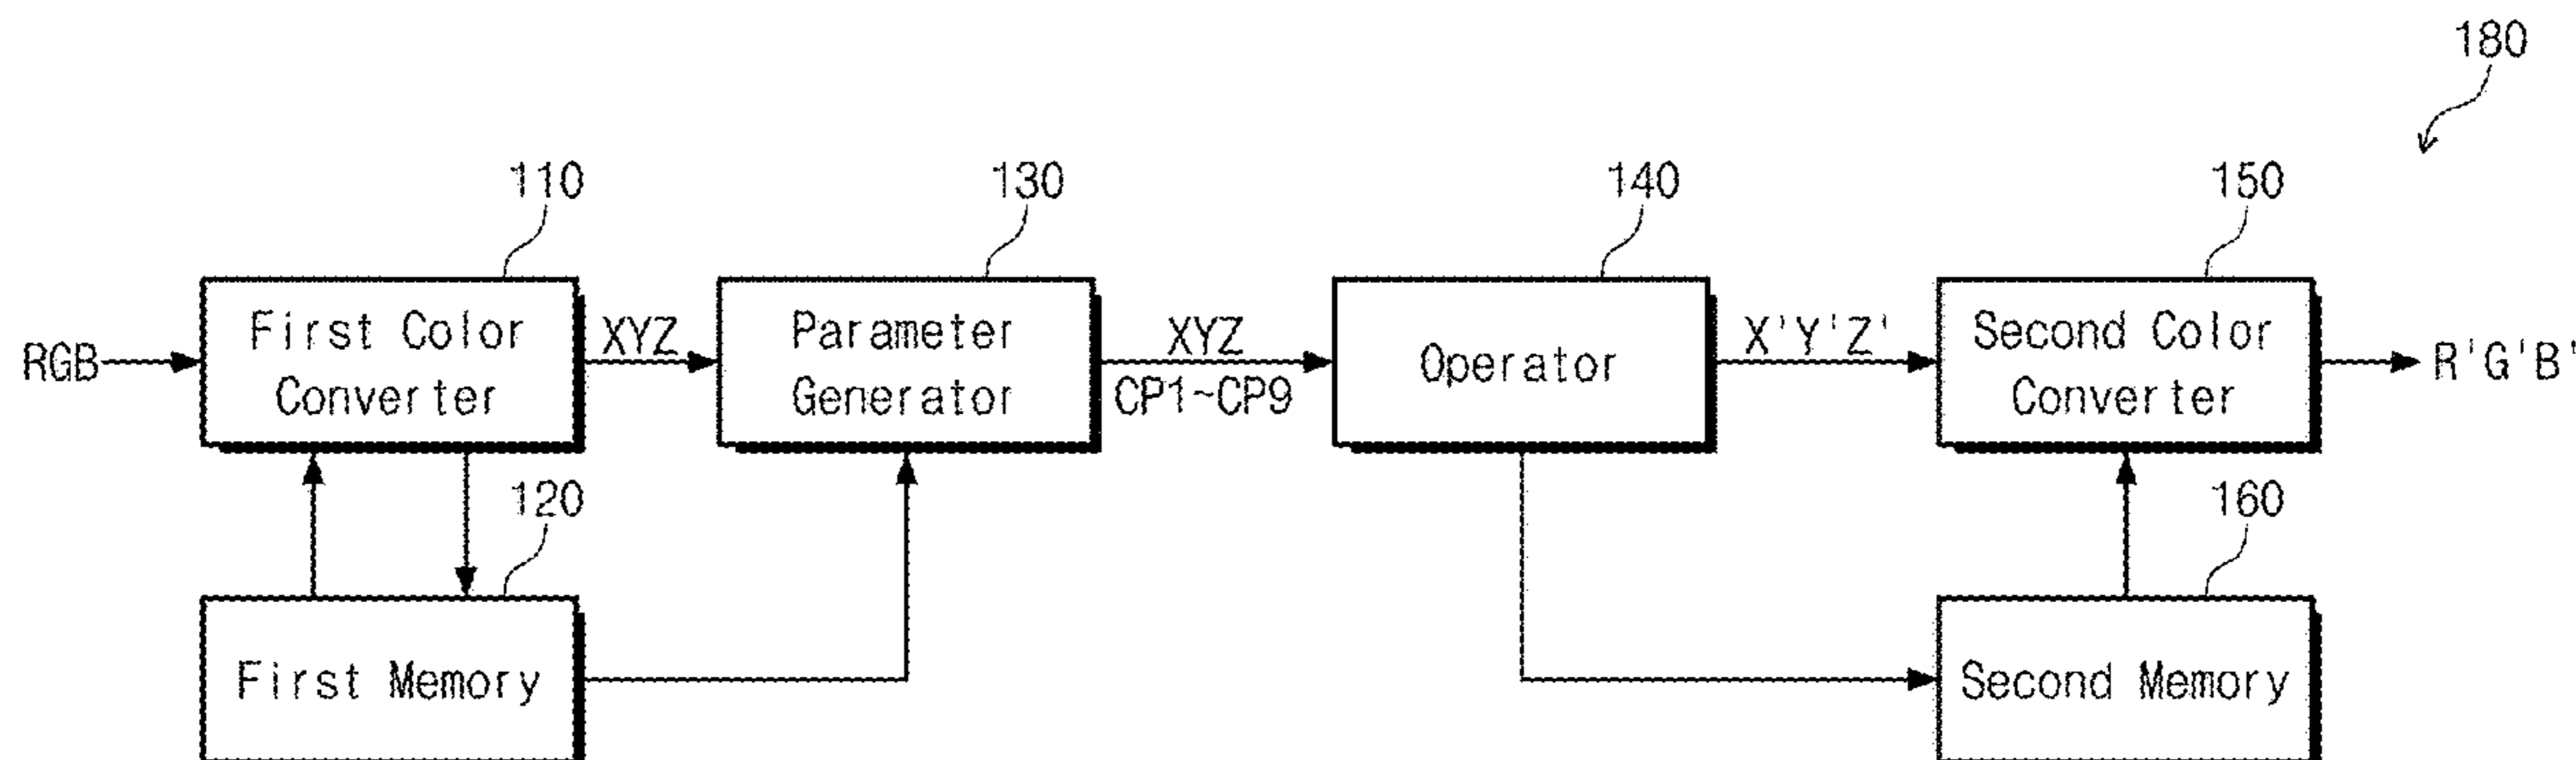 180
110
130
140
150
First Color
Converter
Parameter
Generator
Operator
Second Color
Converter
RGB
XYZ
XYZ
CP1~CP9
X'Y'Z'
R'G'B'
120
160
First Memory
Second Memory